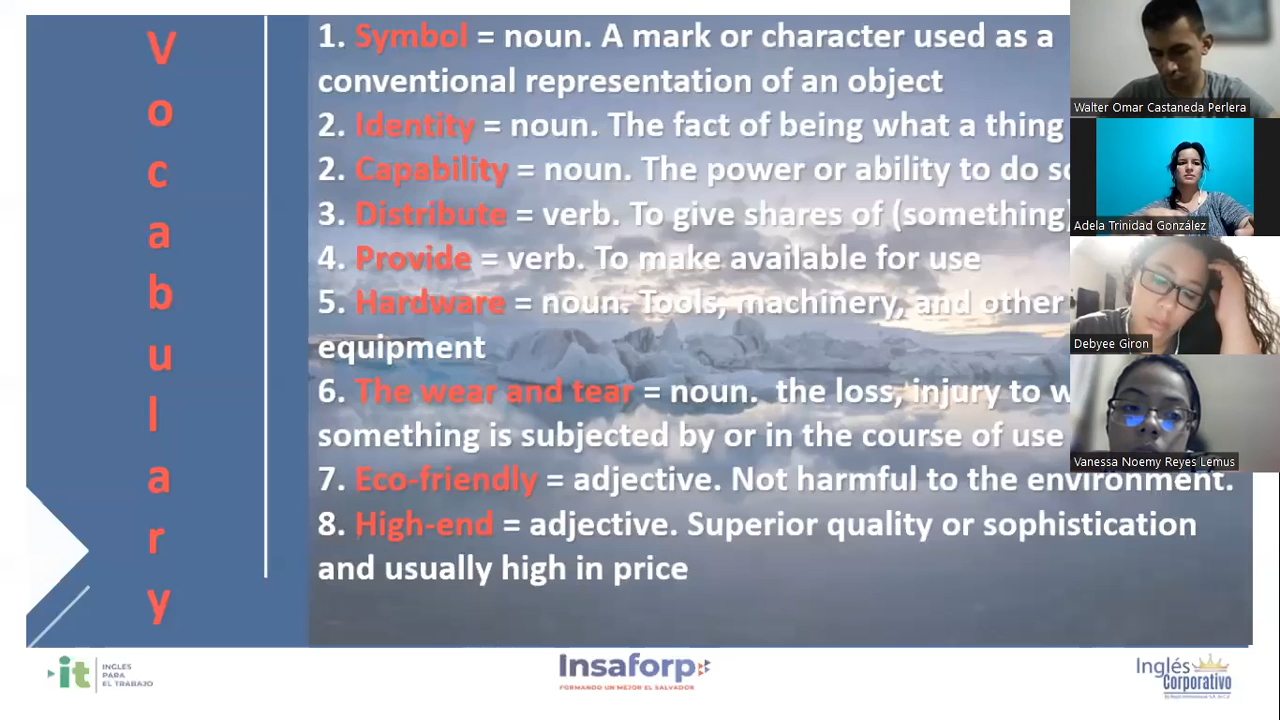 Vocabulary
1. Symbol = noun. A mark or character used as a
conventional representation of an object
2. Identity = noun. The fact of being what a thing
2. Capability = noun. The power or ability to do
3. Distribute = verb. To give shares of (something)
4. Provide = verb. To make available for use
5. Hardware = noun. Tools, machinery, and other
equipment
6. The wear and tear = noun. the loss, injury to
something is subjected by or in the course of use
7. Eco-friendly = adjective. Not harmful to the environment.
8. High-end = adjective. Superior quality or sophistication
and usually high in price
Walter Omar Castaneda Perlera
Adela Trinidad González
Debyee Giron
Vanessa Noemy Reyes Lemus
it
INGLES
PARA
EL TRABAJO
Insaforp
FORMANDO UN MEJOR EL SALVADOR
Inglés
Corporativo